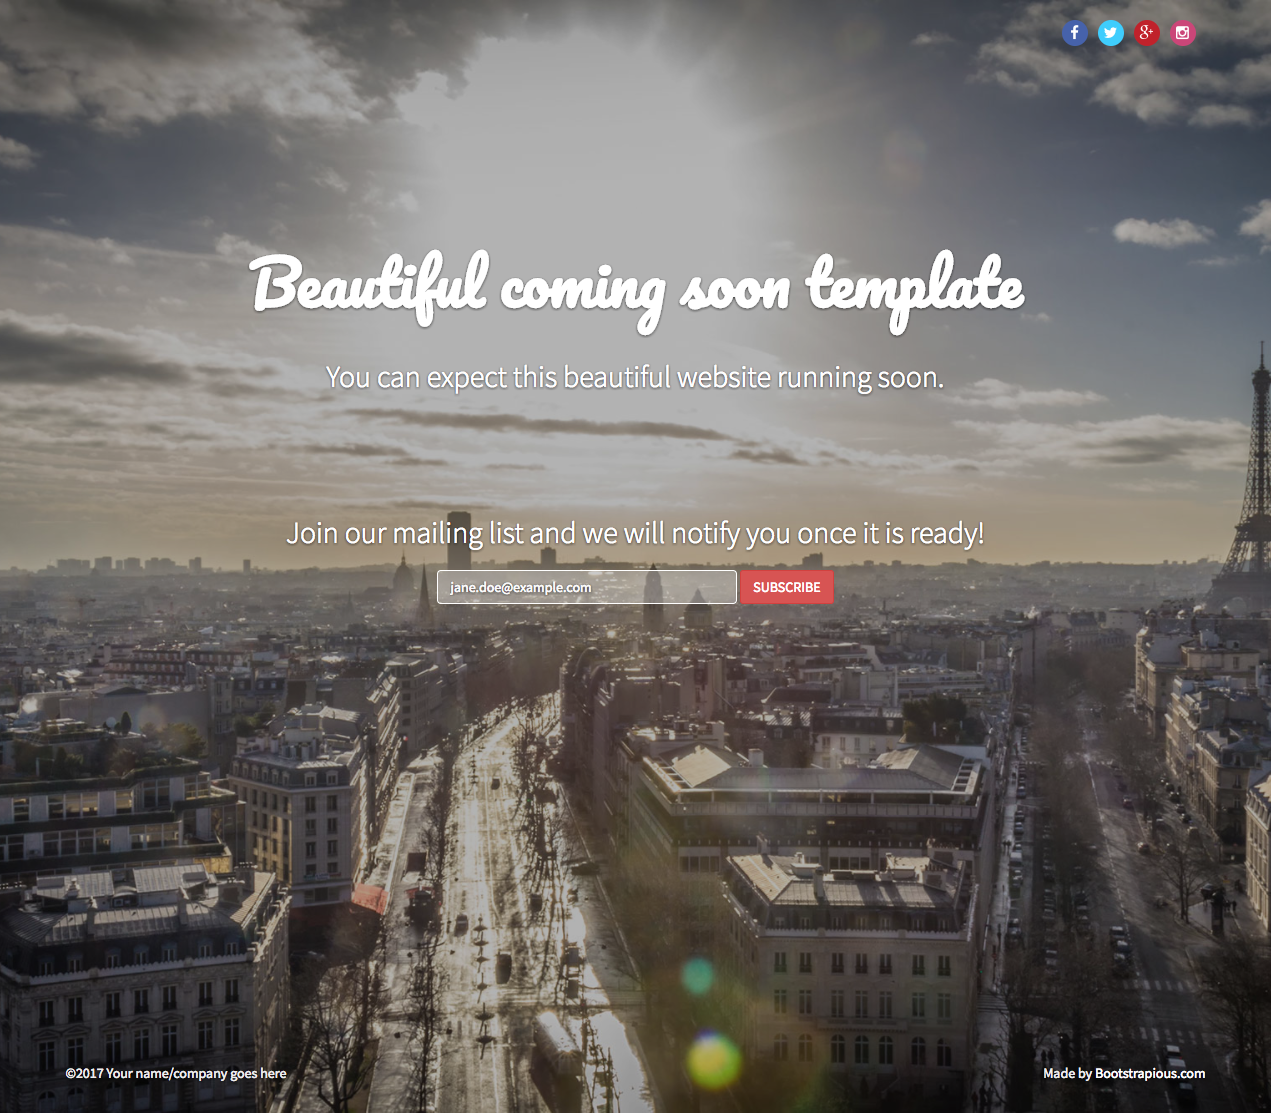 Beautiful coming soon template
You can expect this beautiful website running soon.
Join our mailing list and we will notify you once it is ready!
jane.doe@example.com
SUBSCRIBE
©2017 Your name/company goes here
Made by Bootstrapious.com